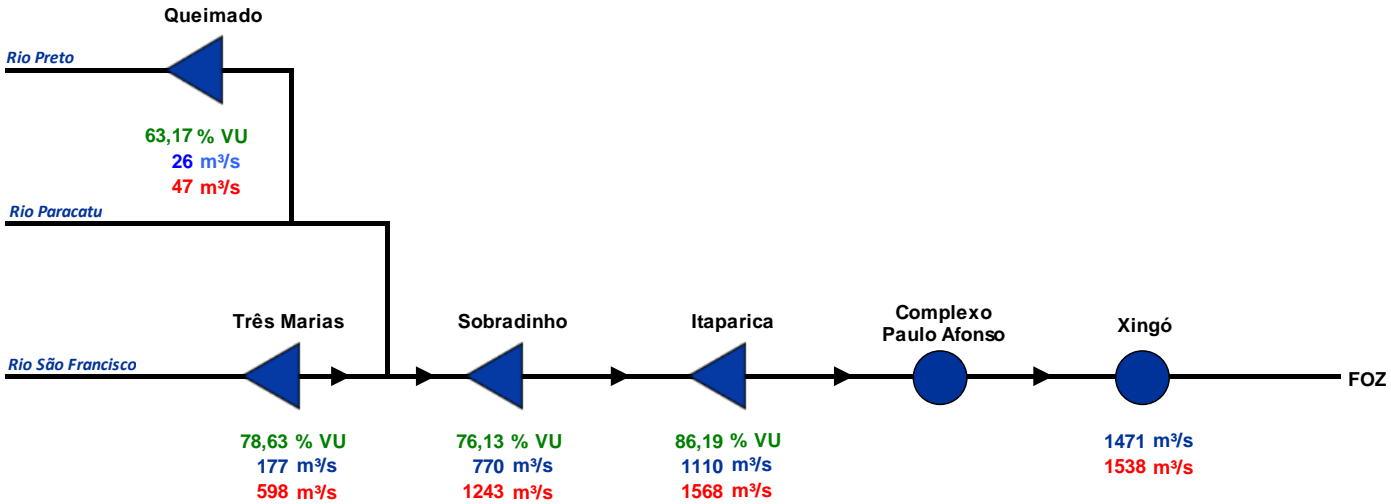 Queimado
Rio Preto
63,17 % VU
26 m³/s
47 m³/s
Rio Paracatu
Três Marias
Sobradinho
Itaparica
Complexo
Paulo Afonso
Xingó
Rio São Francisco
FOZ
78,63 % VU
177 m³/s
598 m³/s
76,13 % VU
770 m³/s
1243 m³/s
86,19 % VU
1110 m³/s
1568 m³/s
1471 m³/s
1538 m³/s